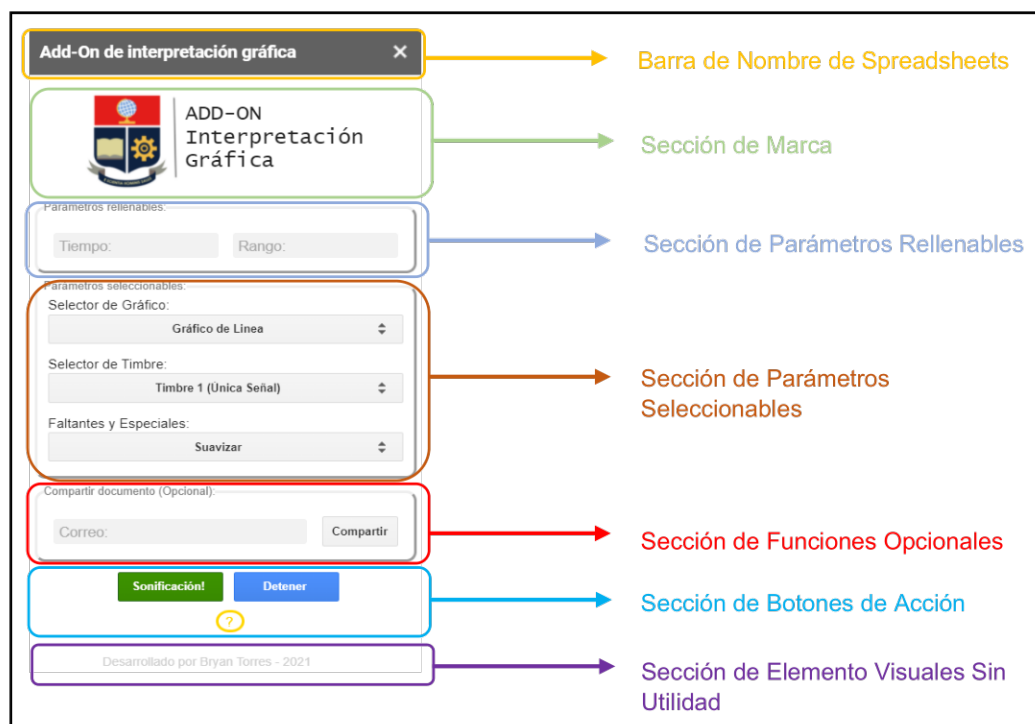 Add-On de interpretación gráfica
Barra de Nombre de Spreadsheets
ADD-ON
Interpretación
Gráfica
Sección de Marca
Parámetros rellenables:
Tiempo:
Rango:
Sección de Parámetros Rellenables
Parámetros seleccionables:
Selector de Gráfico:
Gráfico de Linea
Selector de Timbre:
Timbre 1 (Única Señal)
Faltantes y Especiales:
Suavizar
Sección de Parámetros
Seleccionables
Compartir documento (Opcional):
Correo:
Compartir
Sección de Funciones Opcionales
Sonificación!
Detener
?
Sección de Botones de Acción
Desarrollado por Bryan Torres - 2021
Sección de Elemento Visuales Sin
Utilidad